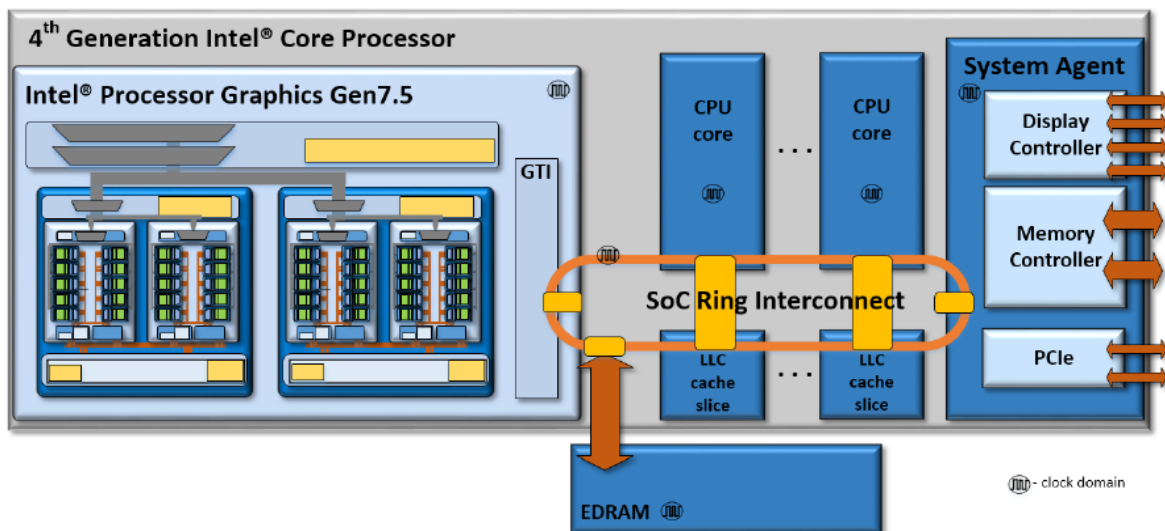 4th Generation Intel® Core Processor
Intel® Processor Graphics Gen7.5
GTI
CPU
core
. . .
CPU
core
System Agent
Display
Controller
Memory
Controller
PCIe
SoC Ring Interconnect
LLC
cache
slice
. . .
LLC
cache
slice
EDRAM
- clock domain